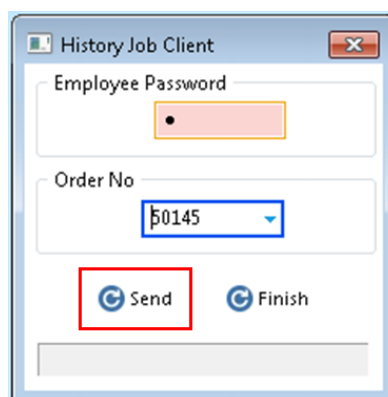 History Job Client
Employee Password
•
Order No
50145
Send Finish